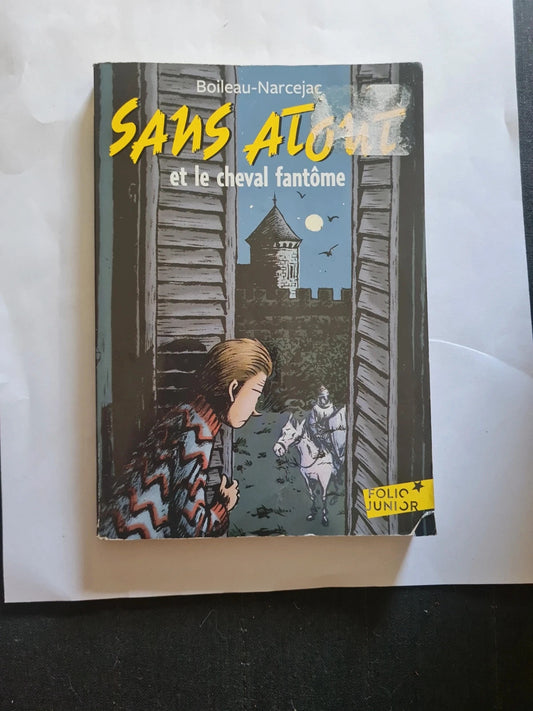 Boileau-Narcejac
SANS ATOUT
et le cheval fantôme
FOLIO
JUNIOR